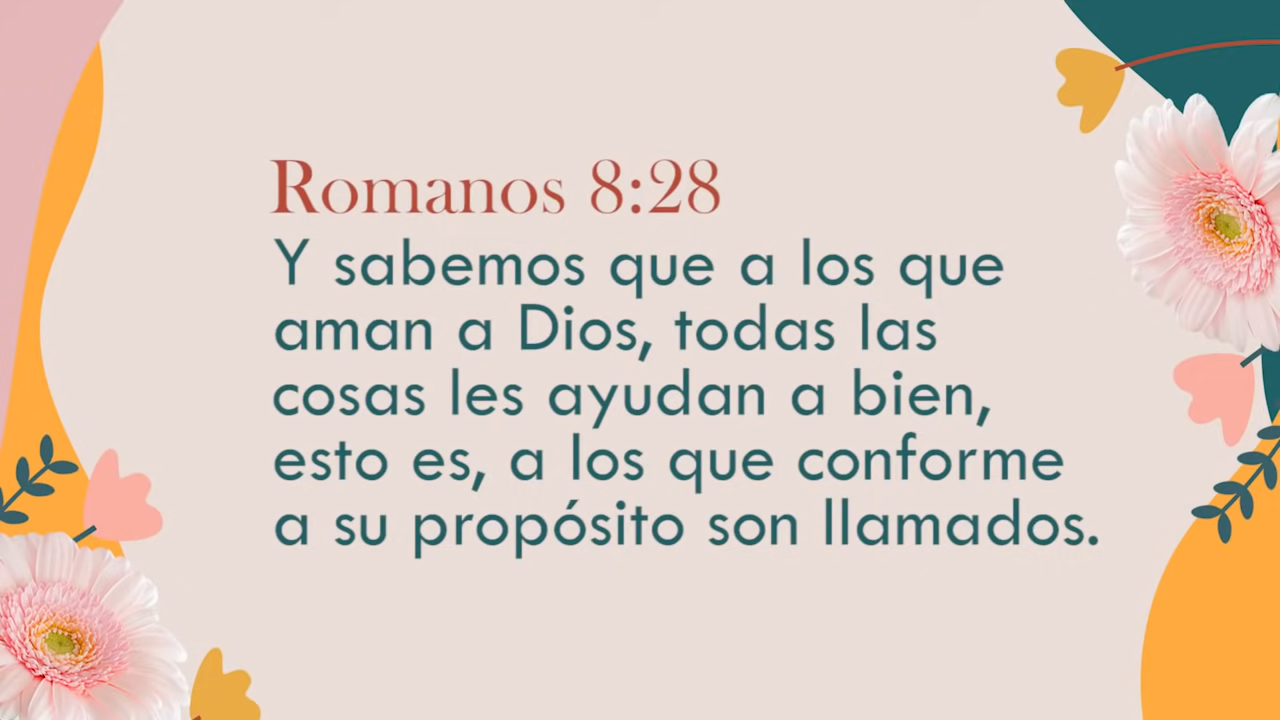 Romanos 8:28
Y sabemos que a los que
aman a Dios, todas las
cosas les ayudan a bien,
esto es, a los que conforme
a su propósito son llamados.